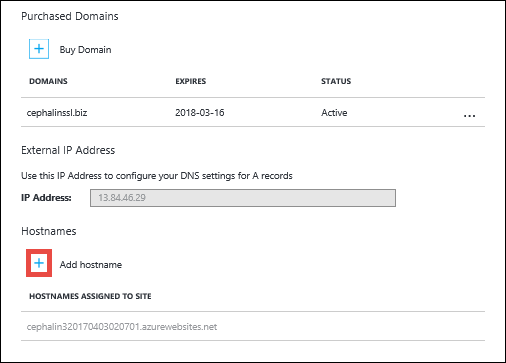 Purchased Domains
+ Buy Domain
DOMAINS EXPIRES STATUS
cephalinssl.biz 2018-03-16 Active ...
External IP Address
Use this IP Address to configure your DNS settings for A records
IP Address: 13.84.46.29
Hostnames
+ Add hostname
HOSTNAMES ASSIGNED TO SITE
cephalin320170403020701.azurewebsites.net